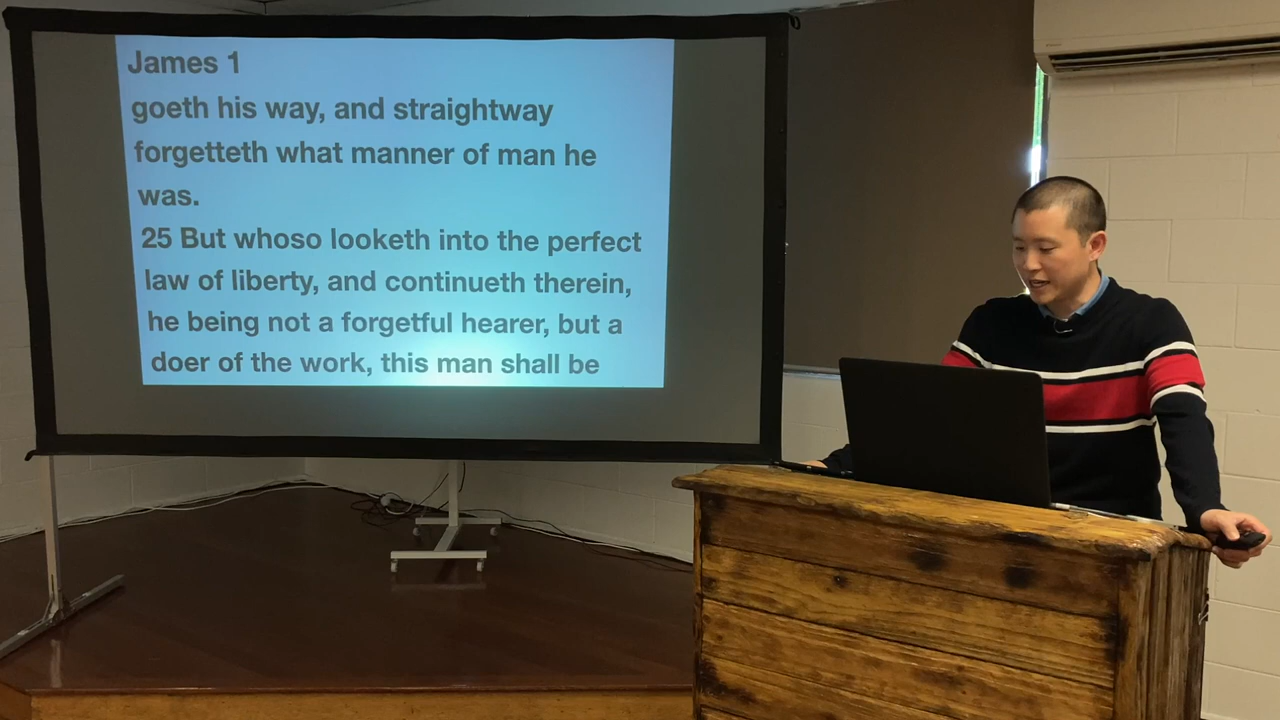 James 1
goeth his way, and straightway
forgetteth what manner of man he
was.
25 But whoso looketh into the perfect
law of liberty, and continueth therein,
he being not a forgetful hearer, but a
doer of the work, this man shall be